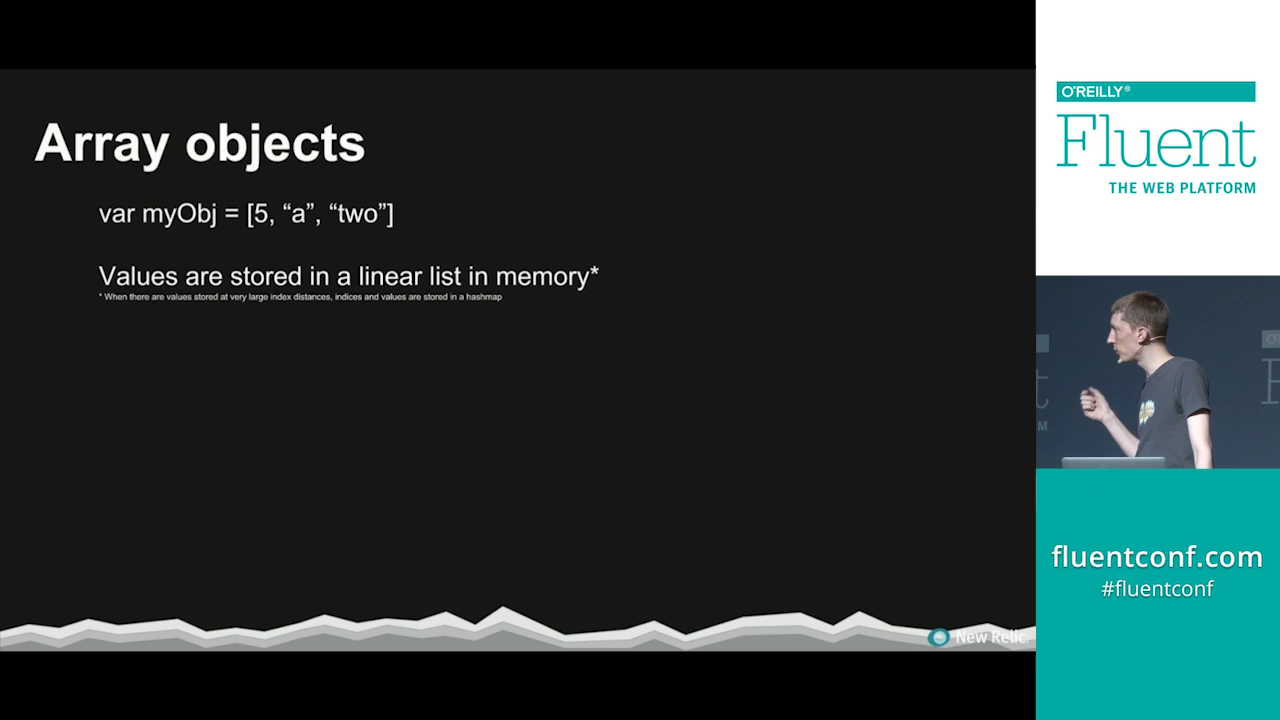 Array objects
var myObj = [5, “a”, “two”]
Values are stored in a linear list in memory*
* When there are values stored at very large index distances, indices and values are stored in a hashmap
New Relic
O'REILLY®
Fluent
THE WEB PLATFORM
fluentconf.com
#fluentconf